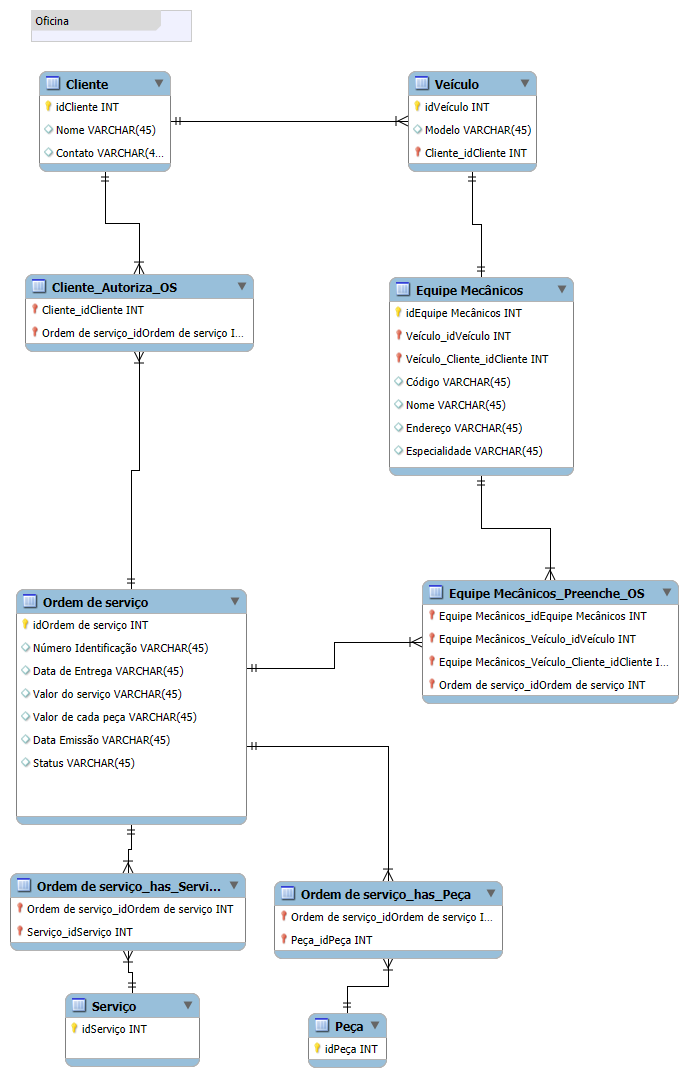 Oficina
Cliente
idCliente INT
Nome VARCHAR(45)
Contato VARCHAR(4...
Veículo
idVeículo INT
Modelo VARCHAR(45)
Cliente_idCliente INT
Cliente_Autoriza_OS
Cliente_idCliente INT
Ordem de serviço_idOrdem de serviço I...
Equipe Mecânicos
idEquipe Mecânicos INT
Veículo_idVeículo INT
Veículo_Cliente_idCliente INT
Código VARCHAR(45)
Nome VARCHAR(45)
Endereço VARCHAR(45)
Especialidade VARCHAR(45)
Ordem de serviço
idOrdem de serviço INT
Número Identificação VARCHAR(45)
Data de Entrega VARCHAR(45)
Valor do serviço VARCHAR(45)
Valor de cada peça VARCHAR(45)
Data Emissão VARCHAR(45)
Status VARCHAR(45)
Equipe Mecânicos_Preenche_OS
Equipe Mecânicos_idEquipe Mecânicos INT
Equipe Mecânicos_Veículo_idVeículo INT
Equipe Mecânicos_Veículo_Cliente_idCliente I...
Ordem de serviço_idOrdem de serviço INT
Ordem de serviço_has_Servi...
Ordem de serviço_idOrdem de serviço INT
Serviço_idServiço INT
Ordem de serviço_has_Peça
Ordem de serviço_idOrdem de serviço I...
Peça_idPeça INT
Serviço
idServiço INT
Peça
idPeça INT